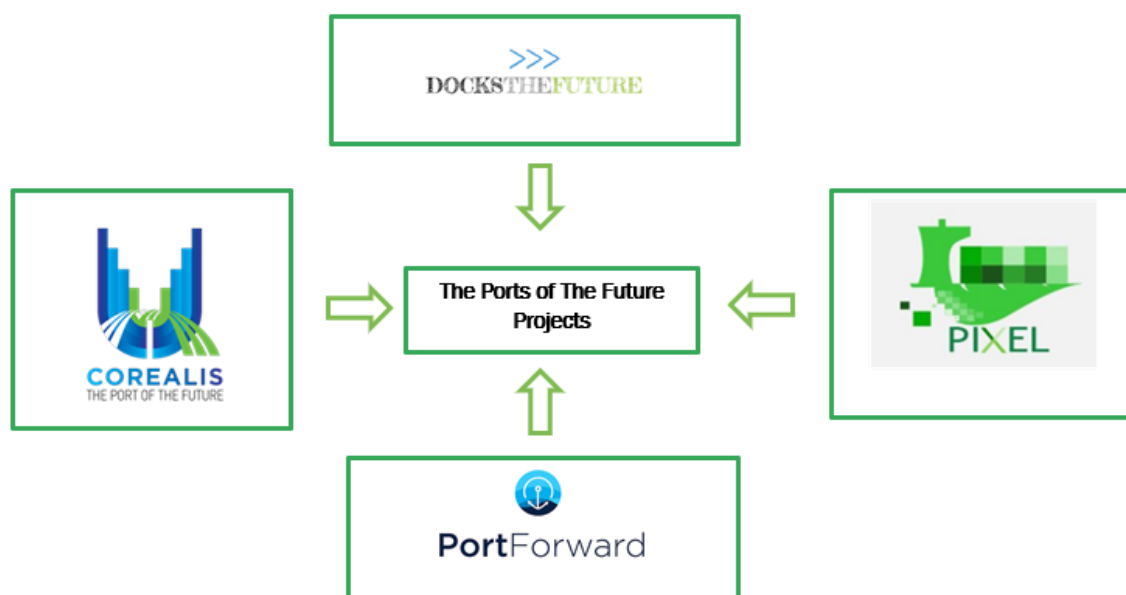 >>>
DOCKSTHEFUTURE
COREALIS
THE PORT OF THE FUTURE
The Ports of The Future
Projects
PIXEL
PortForward